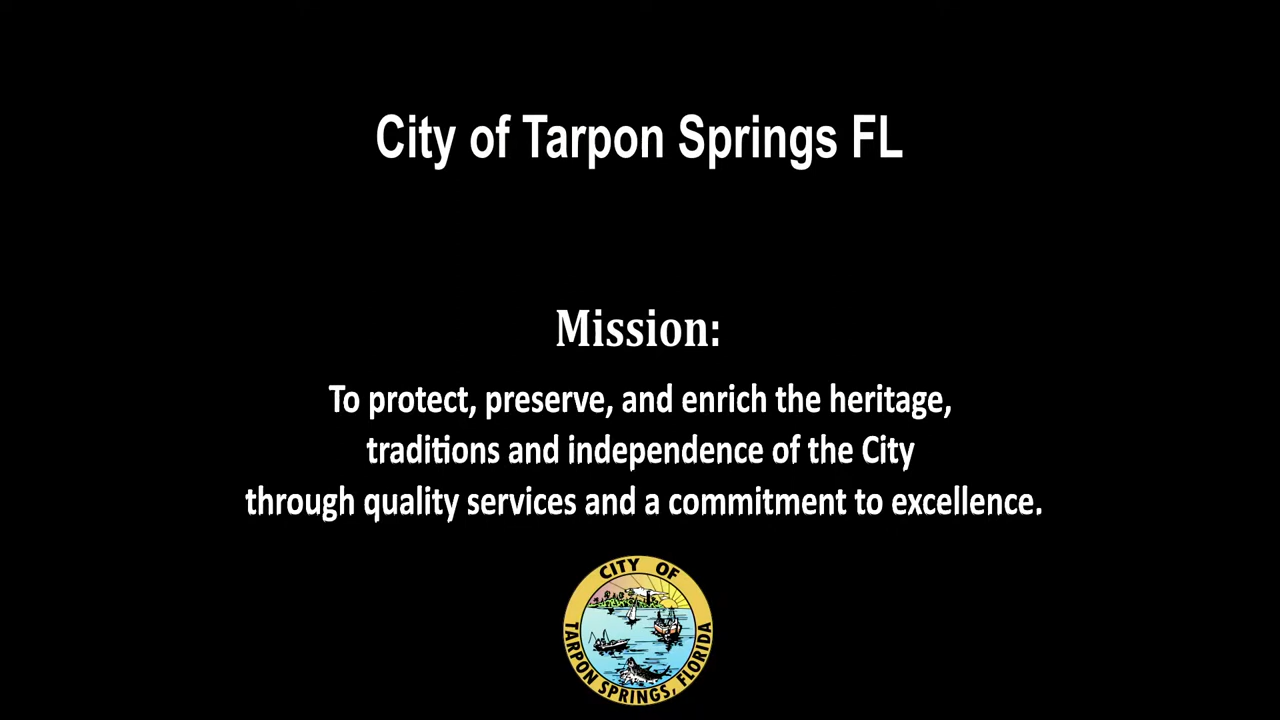 City of Tarpon Springs FL
Mission:
To protect, preserve, and enrich the heritage,
traditions and independence of the City
through quality services and a commitment to excellence.
CITY OF
TARPON SPRINGS, FLORIDA